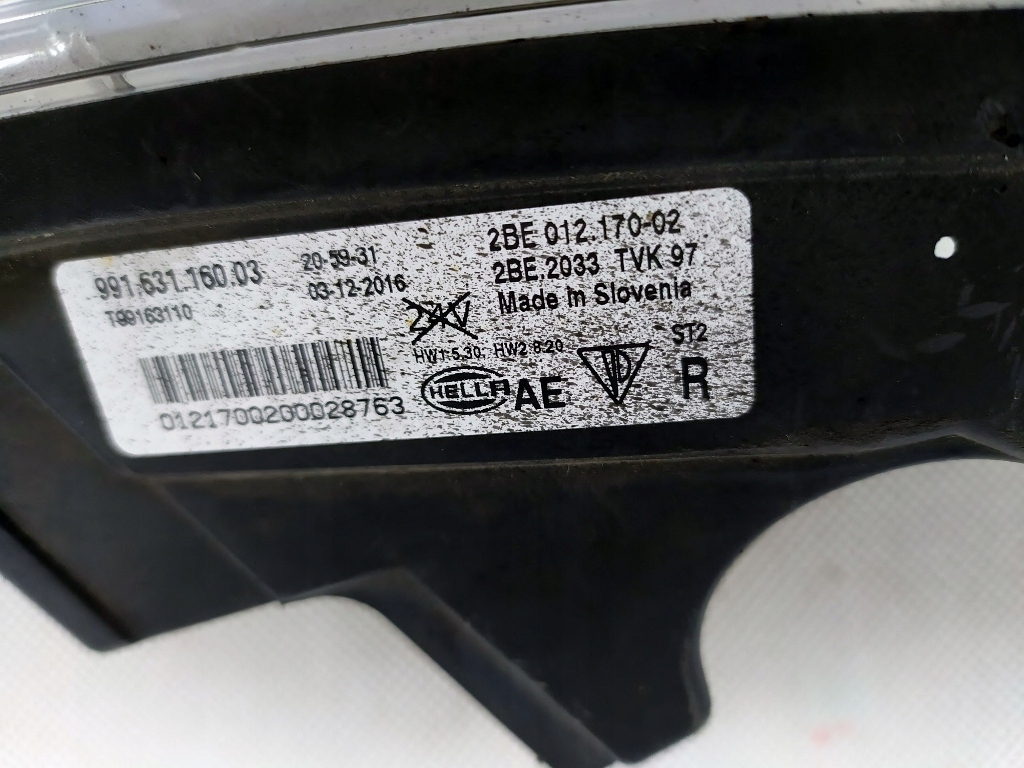 991.631.160.03
T99163110
20-59-31
03-12-2016
2BE 012.170-02
2BE.2033 TVK 97
Made in Slovenia
24V
HW1:5.30; HW2:8.20
ST2
HELLA AE
R
0121700200028763